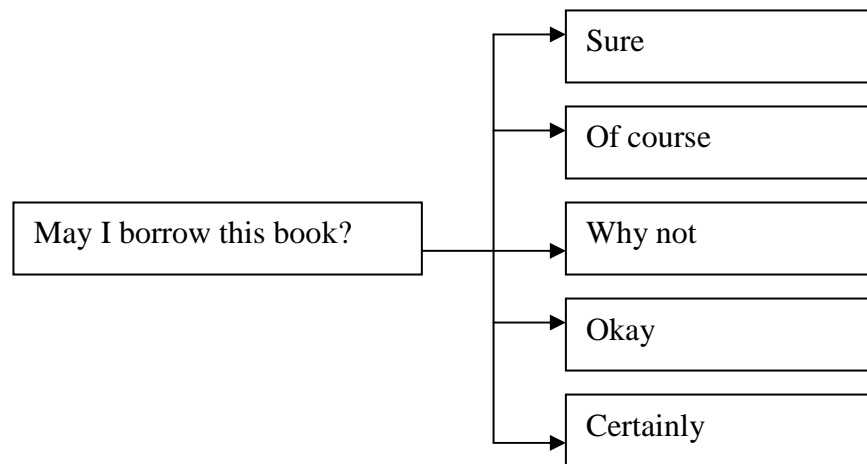 Sure
Of course
May I borrow this book?
Why not
Okay
Certainly